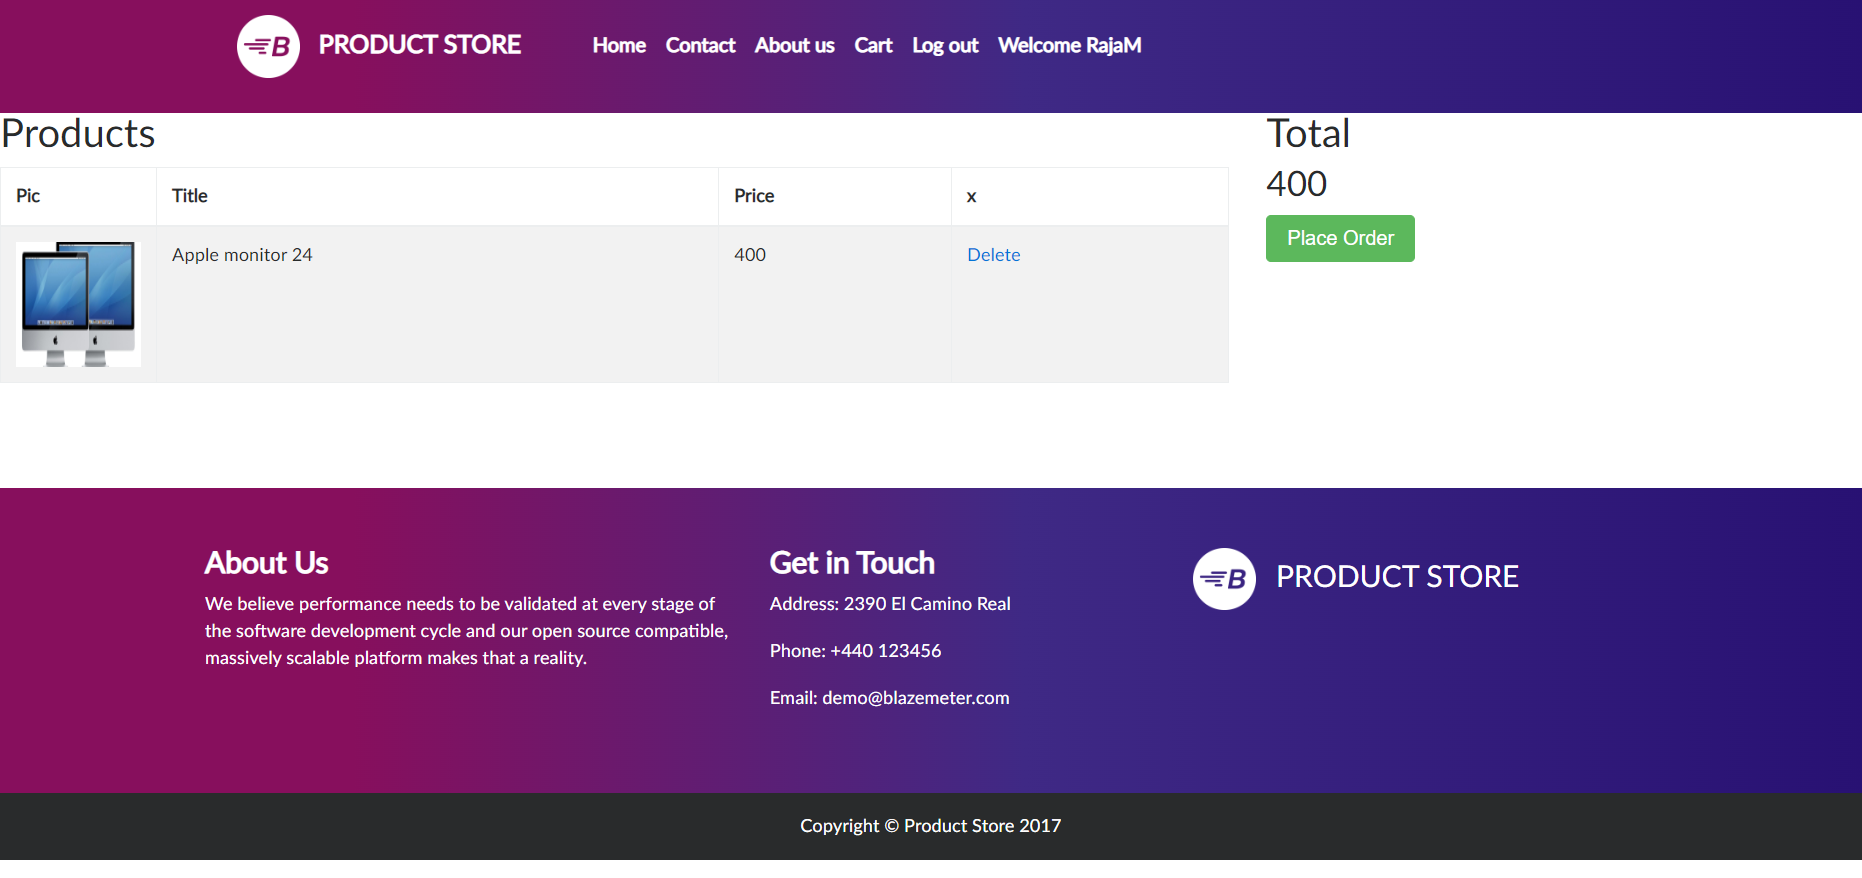 B PRODUCT STORE Home Contact About us Cart Log out Welcome RajaM
Products
Pic Title Price x
Apple monitor 24 400 Delete
Total
400
Place Order
About Us
We believe performance needs to be validated at every stage of
the software development cycle and our open source compatible,
massively scalable platform makes that a reality.
Get in Touch
Address: 2390 El Camino Real
Phone: +440 123456
Email: demo@blazemeter.com
B PRODUCT STORE
Copyright © Product Store 2017